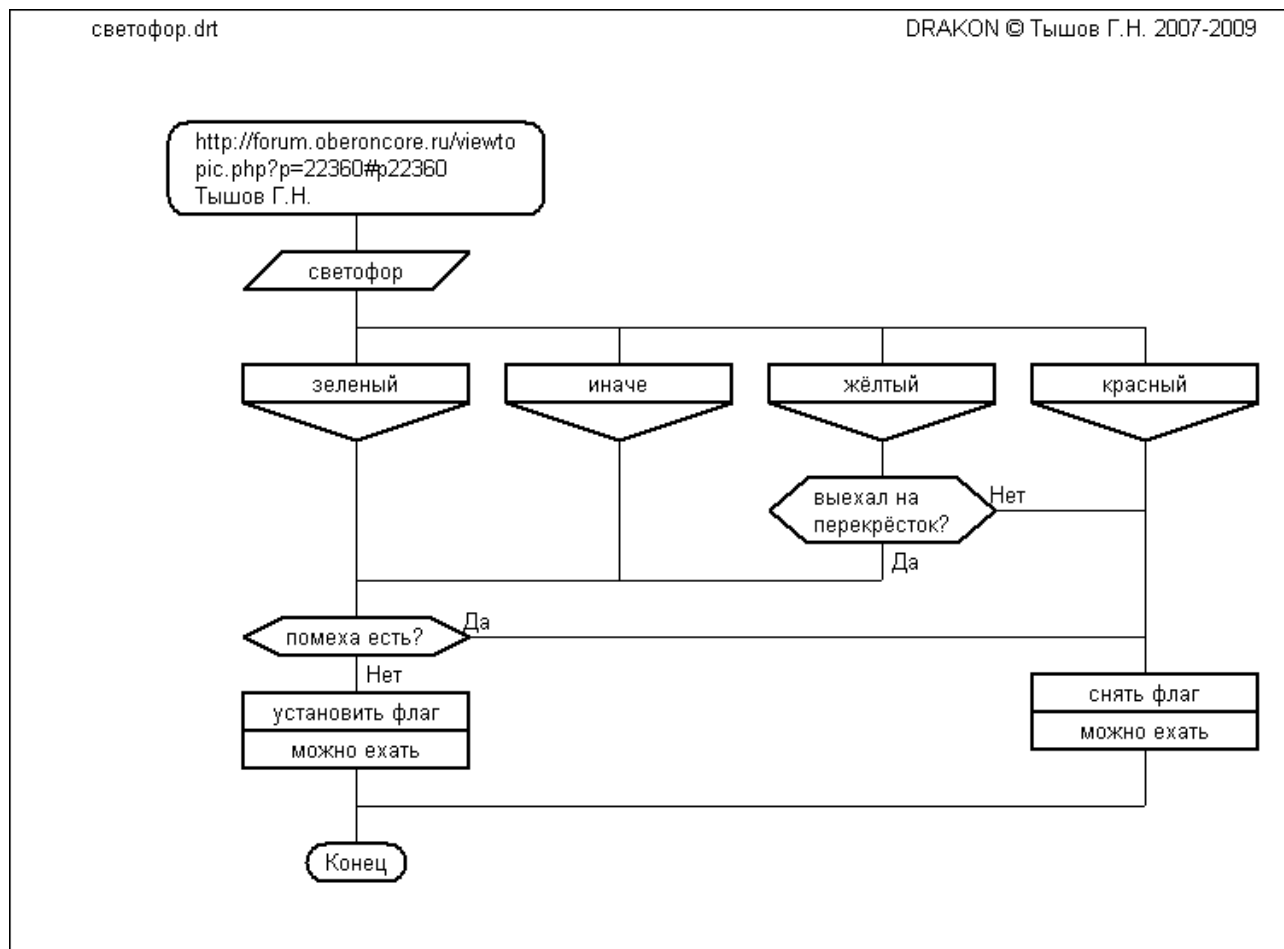 светофор.drt
DRAKON © Тышов Г.Н. 2007-2009
http://forum.oberoncore.ru/viewto
pic.php?p=22360#p22360
Тышов Г.Н.
светофор
зеленый
иначе
жёлтый
красный
выехал на
перекрёсток?
Нет
Да
помеха есть?
Да
Нет
установить флаг
можно ехать
снять флаг
можно ехать
Конец